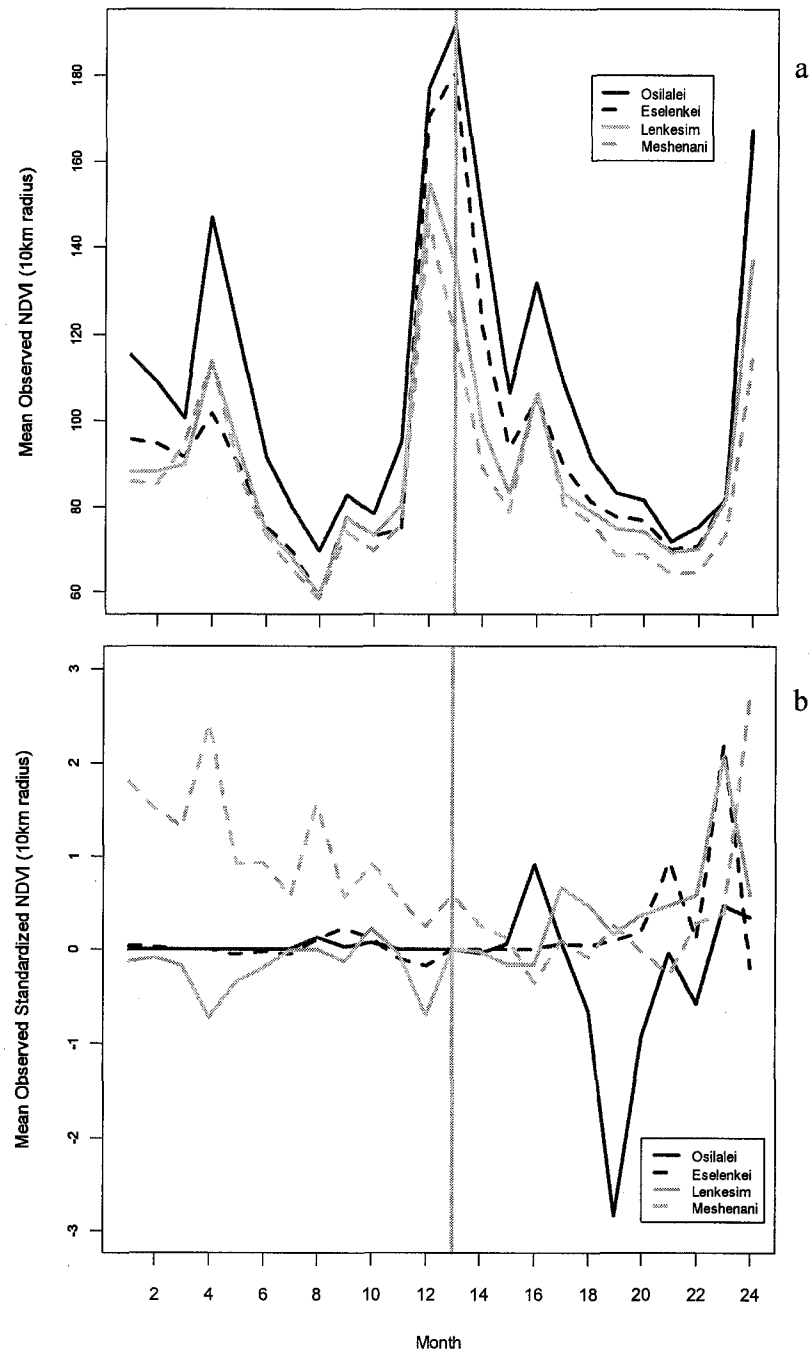 a
Mean Observed NDVI (10km radius)
180
160
140
120
100
80
60
Osilalei
Eselenkei
Lenkesim
Meshenani
b
Mean Observed Standardized NDVI (10km radius)
3
2
1
0
-1
-2
-3
Osilalei
Eselenkei
Lenkesim
Meshenani
2 4 6 8 10 12 14 16 18 20 22 24
Month